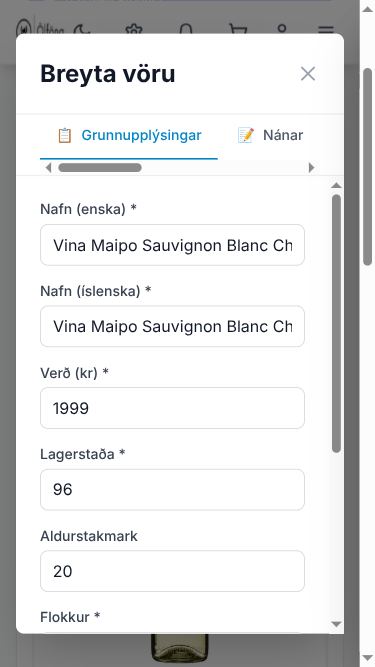 Breyta vöru
Grunnupplýsingar
Nánar
Nafn (enska) *
Vina Maipo Sauvignon Blanc Ch
Nafn (íslenska) *
Vina Maipo Sauvignon Blanc Ch
Verð (kr) *
1999
Lagerstaða *
96
Aldurstakmark
20
Flokkur *